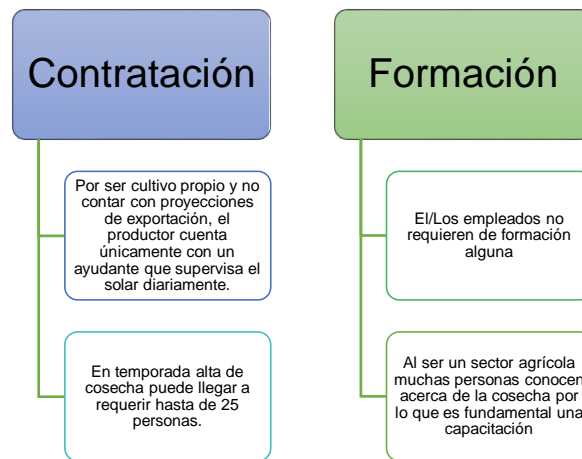 Contratación
Por ser cultivo propio y no
contar con proyecciones
de exportación, el
productor cuenta
únicamente con un
ayudante que supervisa el
solar diariamente.
En temporada alta de
cosecha puede llegar a
requerir hasta de 25
personas.
Formación
El/Los empleados no
requieren de formación
alguna
Al ser un sector agrícola
muchas personas conocen
acerca de la cosecha por
lo que es fundamental una
capacitación